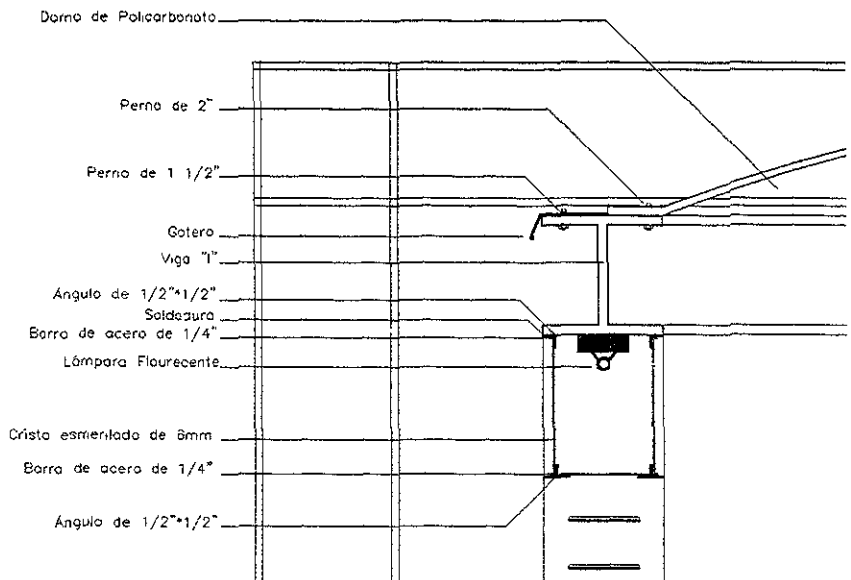 Domo de Policarbonato
Perno de 2"
Perno de 1 1/2"
Gotero
Viga "I"
Ángulo de 1/2"*1/2"
Soldadura
Barra de acero de 1/4"
Lámpara Flourecente
Cristo esmerilado de 6mm
Barra de acero de 1/4"
Ángulo de 1/2"*1/2"